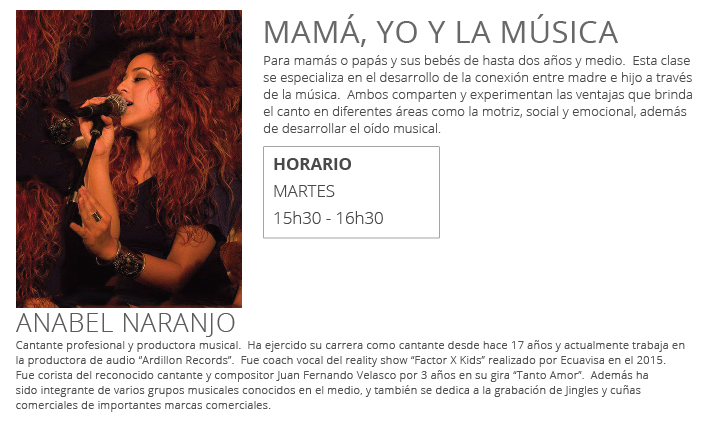 MAMÁ, YO Y LA MÚSICA
Para mamás o papás y sus bebés de hasta dos años y medio.  Esta clase
se especializa en el desarrollo de la conexión entre madre e hijo a través
de la música.  Ambos comparten y experimentan las ventajas que brinda
el canto en diferentes áreas como la motriz, social y emocional, además
de desarrollar el oído musical.
HORARIO
MARTES
15h30 - 16h30
ANABEL NARANJO
Cantante profesional y productora musical.  Ha ejercido su carrera como cantante desde hace 17 años y actualmente trabaja en
la productora de audio “Ardillon Records”.  Fue coach vocal del reality show “Factor X Kids” realizado por Ecuavisa en el 2015.
Fue corista del reconocido cantante y compositor Juan Fernando Velasco por 3 años en su gira “Tanto Amor”.  Además ha
sido integrante de varios grupos musicales conocidos en el medio, y también se dedica a la grabación de Jingles y cuñas
comerciales de importantes marcas comerciales.